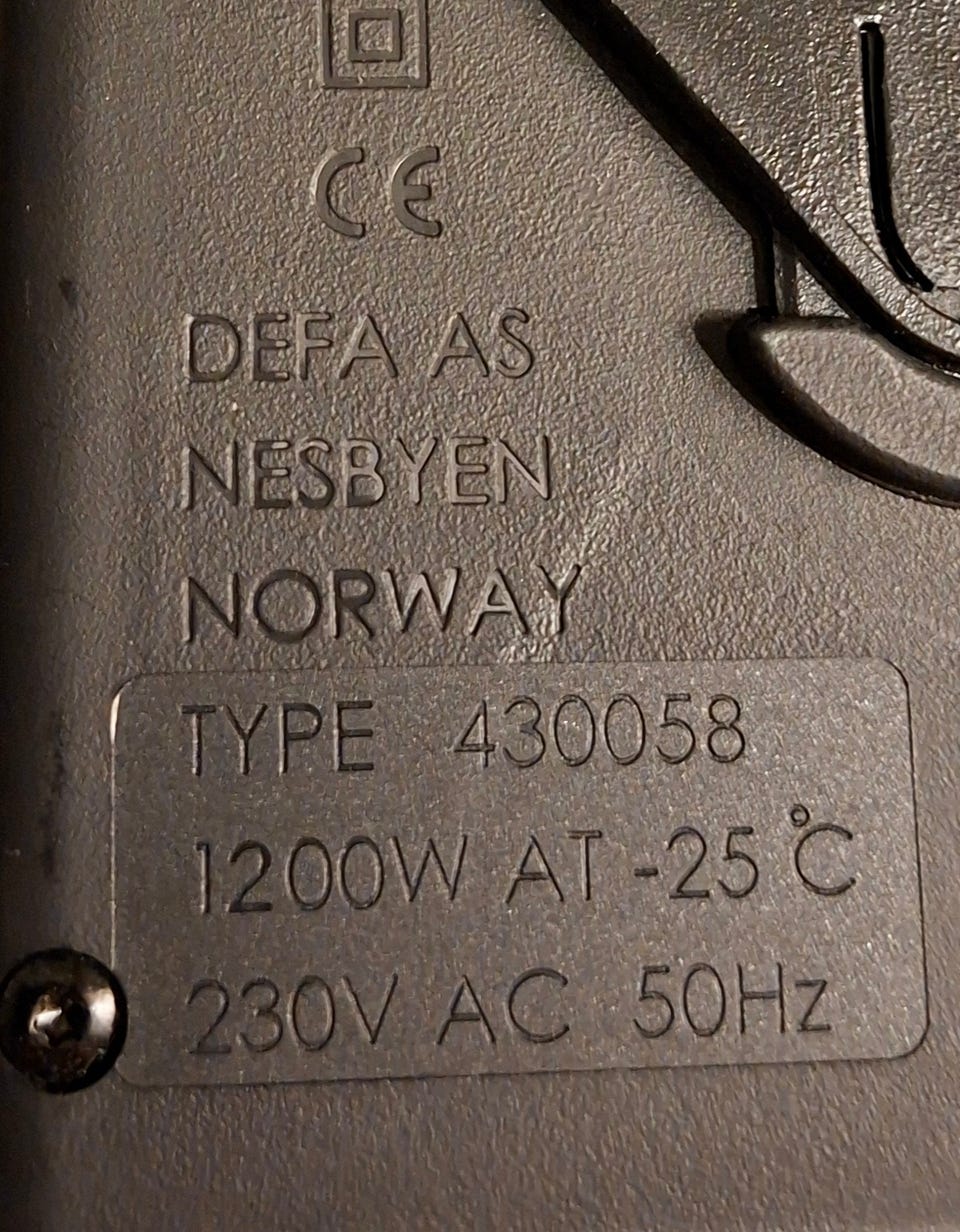 CE
DEFA AS
NESBYEN
NORWAY
TYPE 430058
1200W AT -25°C
230V AC 50Hz